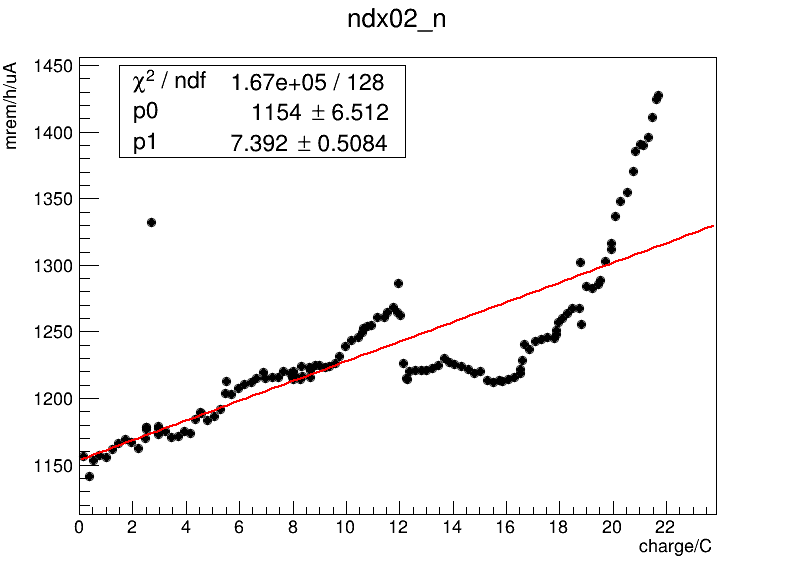 ndx02_n
mrem/h/uA
χ² / ndf 1.67e+05 / 128
p0 1154 ± 6.512
p1 7.392 ± 0.5084
1450
1400
1350
1300
1250
1200
1150
0 2 4 6 8 10 12 14 16 18 20 22
charge/C